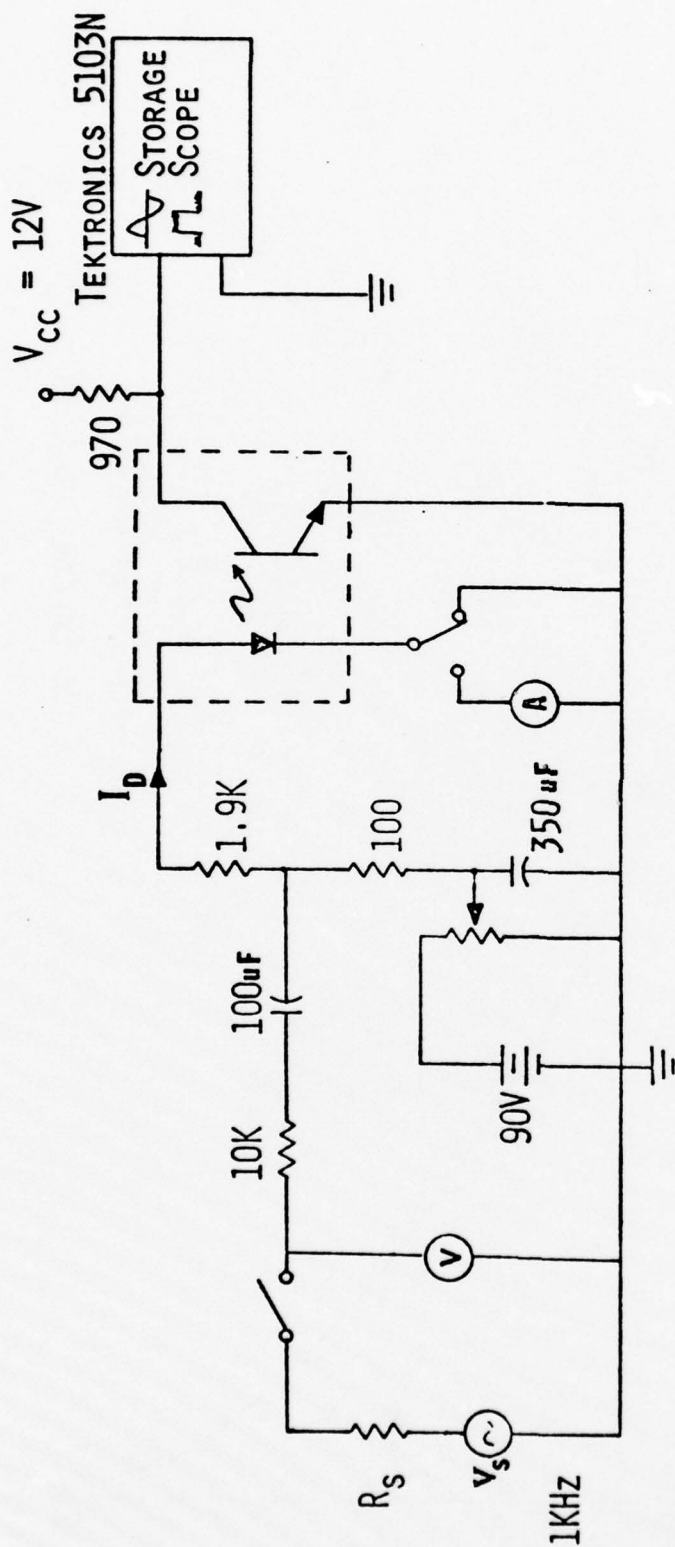 V_CC = 12V
TEKTRONICS 5103N
STORAGE
SCOPE
970
I_D
1.9K
100
350uF
A
100uF
10K
90V
V
R_S
V_S
1KHz